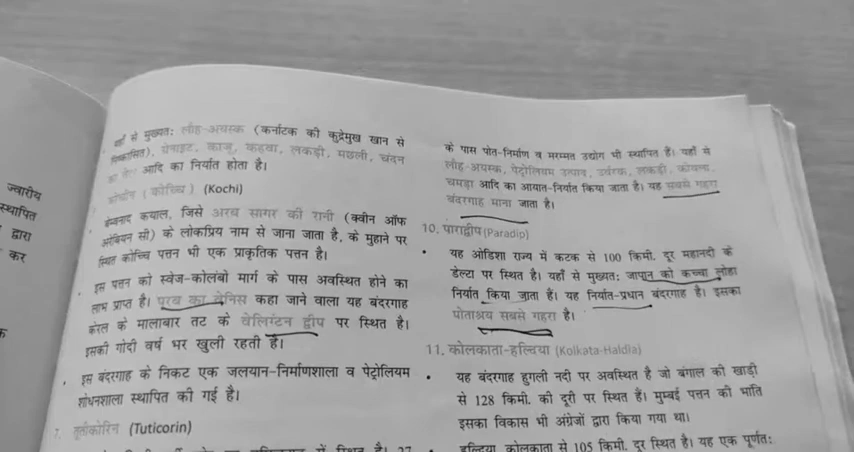 ज्वारीय
स्थापित
द्वारा
कर
यहाँ से मुख्यतः लौह-अयस्क (कर्नाटक की कुद्रेमुख खान से
निष्कासित), ग्रेनाइट, काजू, कहवा, लकड़ी, मछली, चंदन
आदि का निर्यात होता है।
कोचीन (कोच्चि) (Kochi)
वेम्बनाद कयाल, जिसे अरब सागर की रानी (क्वीन ऑफ
अरेबियन सी) के लोकप्रिय नाम से जाना जाता है, के मुहाने पर
स्थित कोच्चि पत्तन भी एक प्राकृतिक पत्तन है।
इस पत्तन को स्वेज-कोलंबो मार्ग के पास अवस्थित होने का
लाभ प्राप्त है। पूरब का वेनिस कहा जाने वाला यह बंदरगाह
केरल के मालाबार तट के वेलिंग्टन द्वीप पर स्थित है।
इसकी गोदी वर्ष भर खुली रहती हैं।
• इस बंदरगाह के निकट एक जलयान-निर्माणशाला व पेट्रोलियम
शोधनशाला स्थापित की गई है।
7. तूतीकोरिन (Tuticorin)
के पास पोत-निर्माण व मरम्मत उद्योग भी स्थापित हैं। यहाँ से
लौह-अयस्क, पेट्रोलियम उत्पाद, उर्वरक, लकड़ी, कोयला,
चमड़ा आदि का आयात-निर्यात किया जाता है। यह सबसे गहरा
बंदरगाह माना जाता है।
10. पाराद्वीप (Paradip)
• यह ओडिशा राज्य में कटक से 100 किमी. दूर महानदी के
डेल्टा पर स्थित है। यहाँ से मुख्यतः जापान को कच्चा लोहा
निर्यात किया जाता हैं। यह निर्यात-प्रधान बंदरगाह है। इसका
पोताश्रय सबसे गहरा है।
11. कोलकाता-हल्दिया (Kolkata-Haldia)
• यह बंदरगाह हुगली नदी पर अवस्थित है जो बंगाल की खाड़ी
से 128 किमी. की दूरी पर स्थित हैं। मुम्बई पत्तन की भांति
इसका विकास भी अंग्रेजों द्वारा किया गया था।
हल्दिया, कोलकाता से 105 किमी. दूर स्थित है। यह एक पूर्णतः